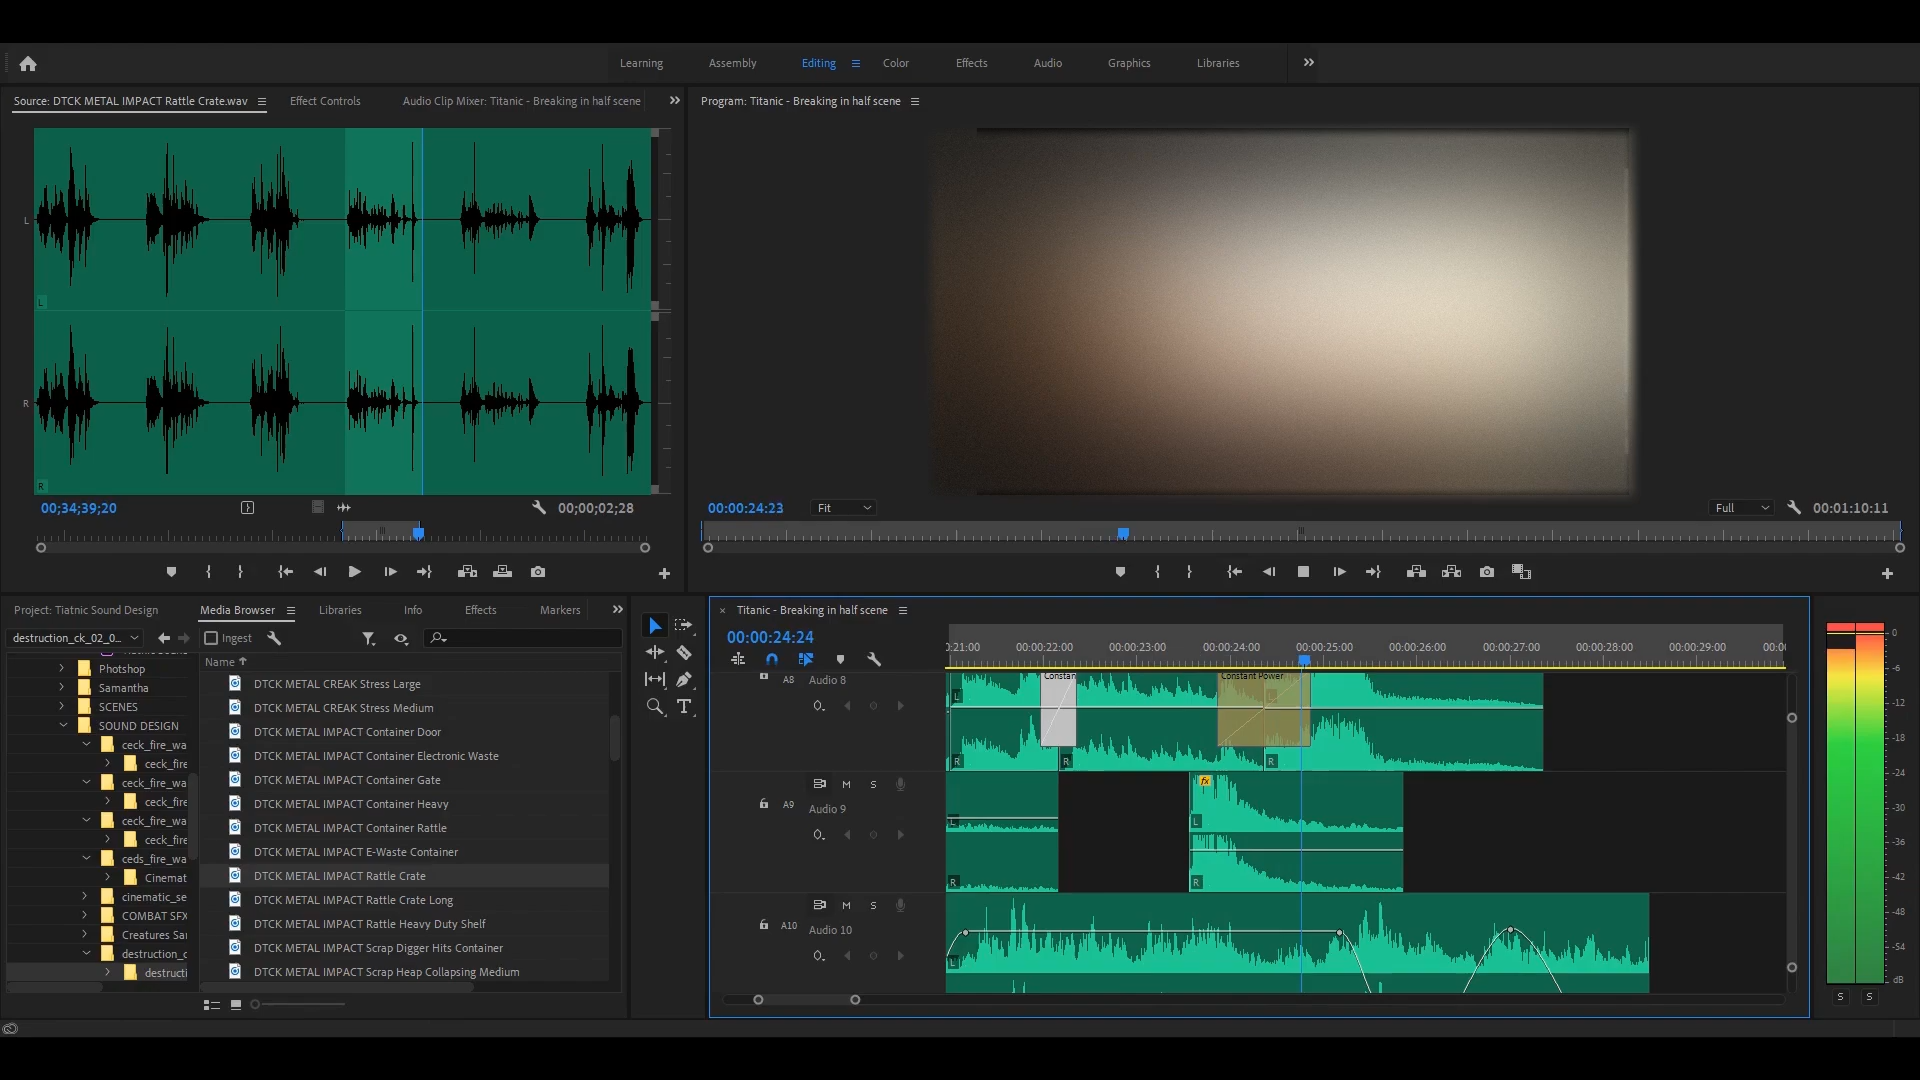 Learning Assembly Editing Color Effects Audio Graphics Libraries
Source: DTCK METAL IMPACT Rattle Crate.wav Effect Controls Audio Clip Mixer: Titanic - Breaking in half scene
Program: Titanic - Breaking in half scene
L
L
R
R
00;34;39;20
00;00;02;28
00:00:24:23
Fit
Full
00:01:10:11
Project: Tiatnic Sound Design Media Browser Libraries Info Effects Markers
destruction_ck_02_0...
Ingest
Name
Photshop
Samantha
SCENES
SOUND DESIGN
ceck_fire_wa
ceck_fire
ceck_fire_wa
ceck_fire
ceck_fire_wa
ceck_fire
ceds_fire_wa
Cinemat
cinematic_se
COMBAT SFX
Creatures Sar
destruction_c
destructi
DTCK METAL CREAK Stress Large
DTCK METAL CREAK Stress Medium
DTCK METAL IMPACT Container Door
DTCK METAL IMPACT Container Electronic Waste
DTCK METAL IMPACT Container Gate
DTCK METAL IMPACT Container Heavy
DTCK METAL IMPACT Container Rattle
DTCK METAL IMPACT E-Waste Container
DTCK METAL IMPACT Rattle Crate
DTCK METAL IMPACT Rattle Crate Long
DTCK METAL IMPACT Rattle Heavy Duty Shelf
DTCK METAL IMPACT Scrap Digger Hits Container
DTCK METAL IMPACT Scrap Heap Collapsing Medium
T
Titanic - Breaking in half scene
00:00:24:24
0:21:00 00:00:22:00 00:00:23:00 00:00:24:00 00:00:25:00 00:00:26:00 00:00:27:00 00:00:28:00 00:00:29:00 00:0
A8 Audio 8
Constan
Constant Power
L
L
R
R
R
A9 M S
Audio 9
L
R
fx
L
R
A10 M S
Audio 10
L
0
-6
-12
-18
-24
-30
-36
-42
-48
-54
dB
S S